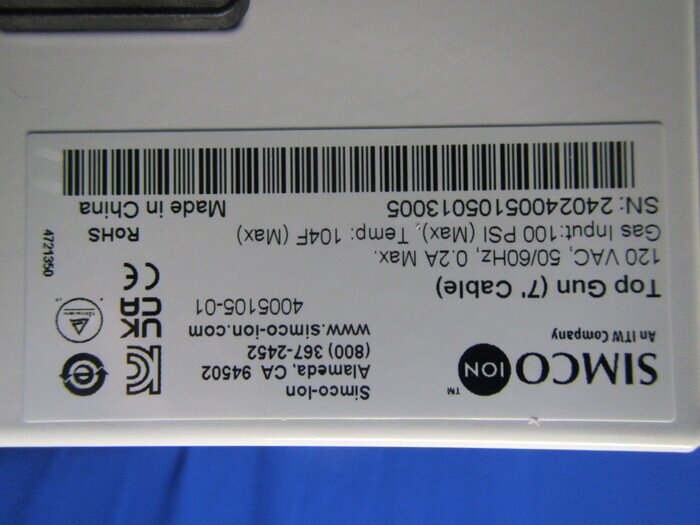 SIMCO ION™
An ITW Company
Simco-Ion
Alameda, CA 94502
(800) 367-2452
www.simco-ion.com
4005105-01
Top Gun (7' Cable)
120 VAC, 50/60Hz, 0.2A Max.
Gas Input:100 PSI (Max), Temp: 104F (Max)
SN: 24024005105013005
Made in China
UK
CA
CE
RoHS
4721350